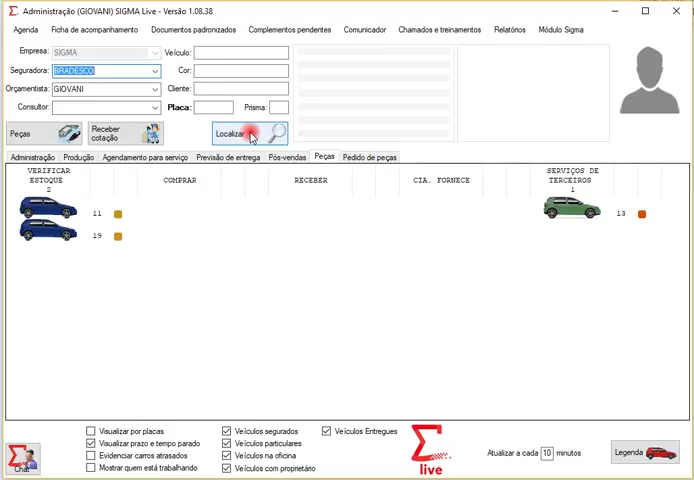 Administração (GIOVANI) SIGMA Live - Versão 1.08.38
Agenda Ficha de acompanhamento Documentos padronizados Complementos pendentes Comunicador Chamados e treinamentos Relatórios Módulo Sigma
Empresa: SIGMA Veículo:
Seguradora: BRADESCO Cor:
Orçamentista: GIOVANI Cliente:
Consultor: Placa: Prisma:
Peças Receber cotação Localizar
Administração Produção Agendamento para serviço Previsão de entrega Pós-vendas Peças Pedido de peças
VERIFICAR ESTOQUE 2 COMPRAR RECEBER CIA. FORNECE SERVIÇOS DE TERCEIROS 1
11 13
19
Visualizar por placas Veículos segurados Veículos Entregues
Visualizar prazo e tempo parado Veículos particulares
Evidenciar carros atrasados Veículos na oficina
Mostrar quem está trabalhando Veículos com proprietário
Chat
live
Atualizar a cada 10 minutos
Legenda